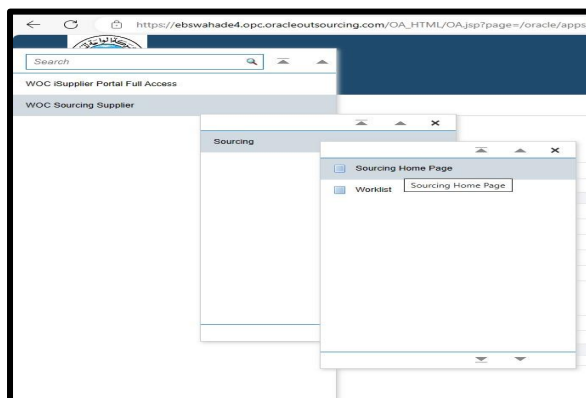 https://ebswahade4.opc.oracleoutsourcing.com/OA_HTML/OA.jsp?page=/oracle/apps
Search
WOC iSupplier Portal Full Access
WOC Sourcing Supplier
Sourcing
Sourcing Home Page
Worklist
Sourcing Home Page